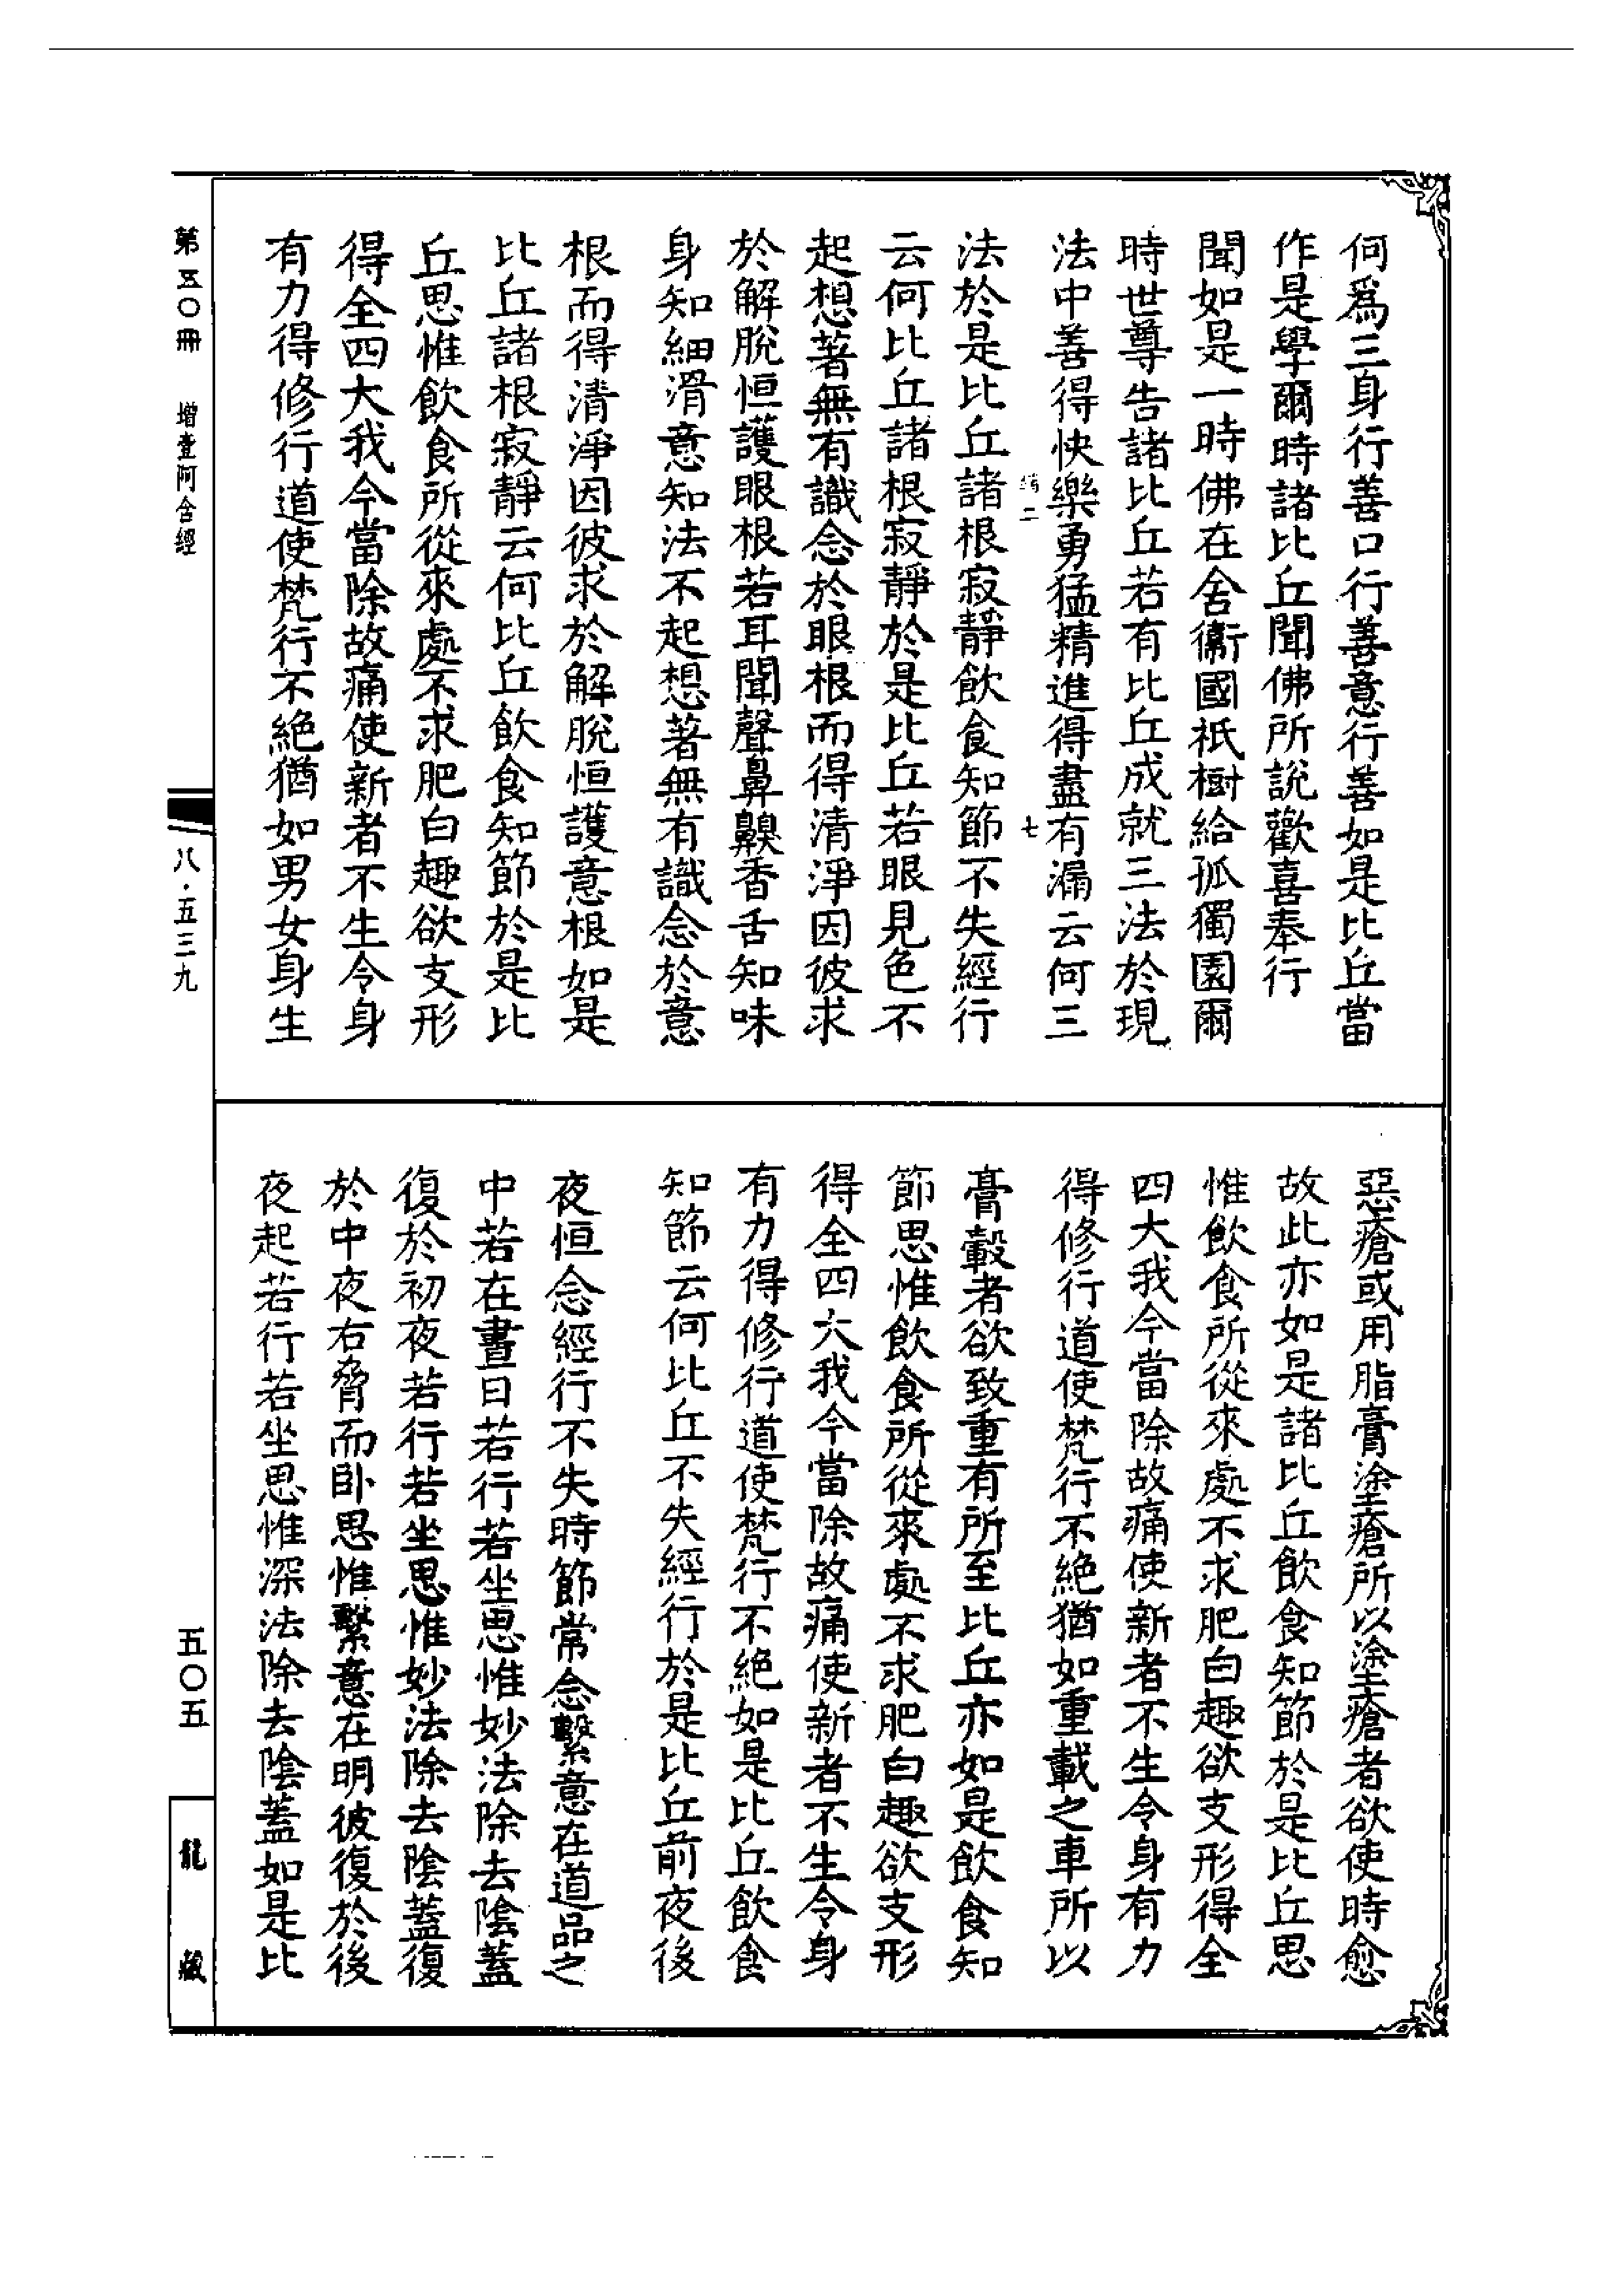 何爲三身行善口行善意行善如是比丘當
作是學爾時諸比丘聞佛所說歡喜奉行
聞如是一時佛在舍衞國祇樹給孤獨園爾
時世尊告諸比丘若有比丘成就三法於現
法中善得快樂勇猛精進得盡有漏云何三
二 七
法於是比丘諸根寂靜飲食知節不失經行
云何比丘諸根寂靜於是比丘若眼見色不
起想著無有識念於眼根而得清淨因彼求
於解脫恒護眼根若耳聞聲鼻齅香舌知味
身知細滑意知法不起想著無有識念於意
根而得清淨因彼求於解脫恒護意根如是
比丘諸根寂靜云何比丘飲食知節於是比
丘思惟飲食所從來處不求肥白趣欲支形
得全四大我今當除故痛使新者不生令身
有力得修行道使梵行不絕猶如男女身生
惡瘡或用脂膏塗瘡所以塗瘡者欲使時愈
故此亦如是諸比丘飲食知節於是比丘思
惟飲食所從來處不求肥白趣欲支形得全
四大我今當除故痛使新者不生令身有力
得修行道使梵行不絕猶如重載之車所以
膏轂者欲致重有所至比丘亦如是飲食知
節思惟飲食所從來處不求肥白趣欲支形
得全四大我今當除故痛使新者不生令身
有力得修行道使梵行不絕如是比丘飲食
知節云何比丘不失經行於是比丘前夜後
夜恒念經行不失時節常念繫意在道品之
中若在晝日若行若坐思惟妙法除去陰蓋
復於初夜若行若坐思惟妙法除去陰蓋復
於中夜右脅而卧思惟繫意在明彼復於後
夜起若行若坐思惟深法除去陰蓋如是比
第五〇冊 增壹阿含經
八·五三九
五〇五
龍藏